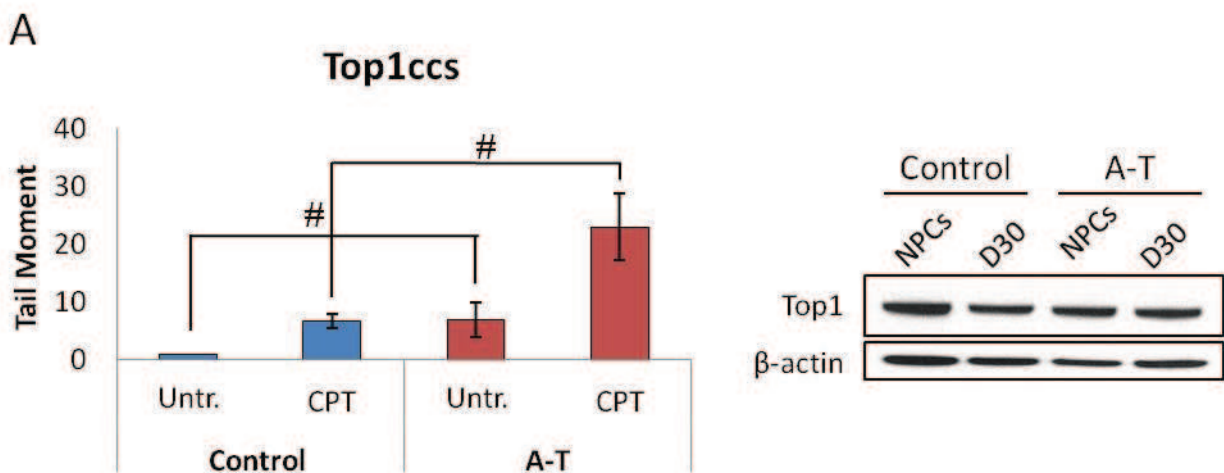 A
Top1ccs
Tail Moment
40
30
20
10
0
#
#
Untr.
CPT
Untr.
CPT
Control
A-T
Control
A-T
NPCs
D30
NPCs
D30
Top1
β-actin